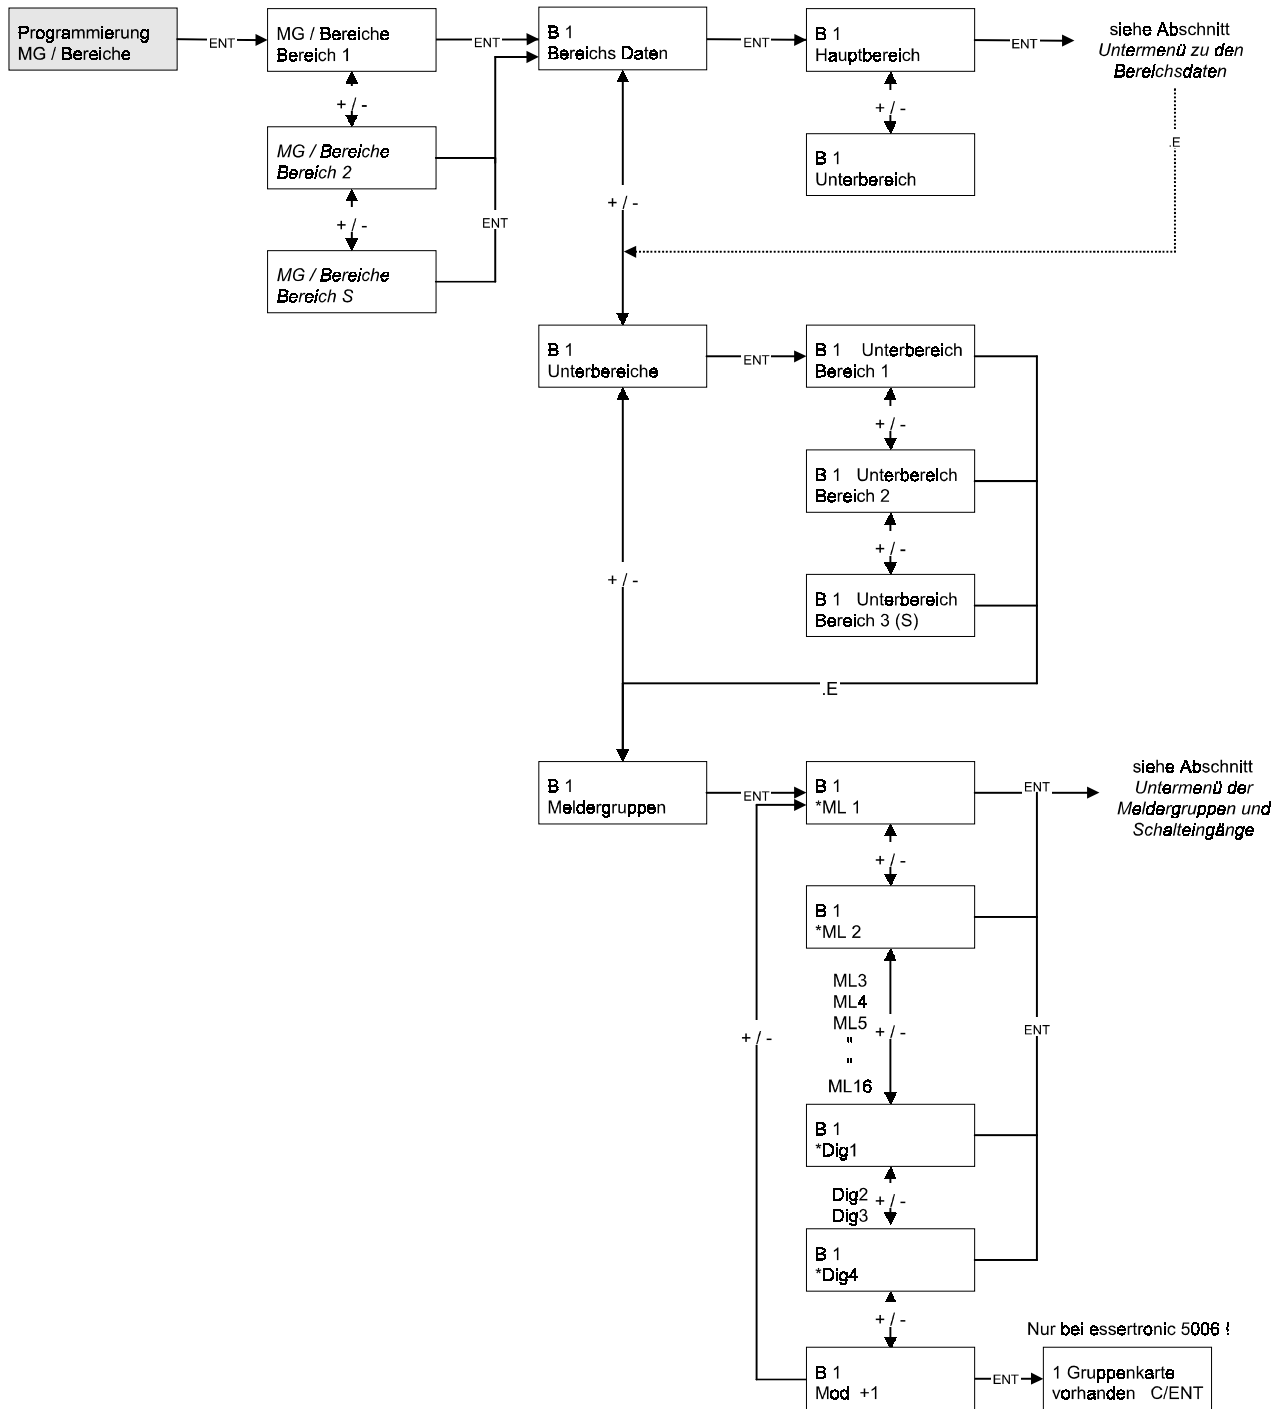 Programmierung
MG / Bereiche
ENT
MG / Bereiche
Bereich 1
ENT
B 1
Bereichs Daten
ENT
B 1
Hauptbereich
ENT
siehe Abschnitt
Untermenü zu den
Bereichsdaten
+ / -
+ / -
MG / Bereiche
Bereich 2
B 1
Unterbereich
.E
+ / -
+ / -
ENT
MG / Bereiche
Bereich S
B 1
Unterbereiche
ENT
B 1 Unterbereich
Bereich 1
+ / -
B 1 Unterbereich
Bereich 2
+ / -
+ / -
B 1 Unterbereich
Bereich 3 (S)
.E
B 1
Meldergruppen
ENT
B 1
*ML 1
ENT
siehe Abschnitt
Untermenü der
Meldergruppen und
Schalteingänge
+ / -
B 1
*ML 2
ML3
ML4
ML5
"
"
ML16
+ / -
ENT
+ / -
B 1
*Dig1
Dig2
Dig3
+ / -
B 1
*Dig4
+ / -
Nur bei essertronic 5006 !
B 1
Mod +1
ENT
1 Gruppenkarte
vorhanden C/ENT